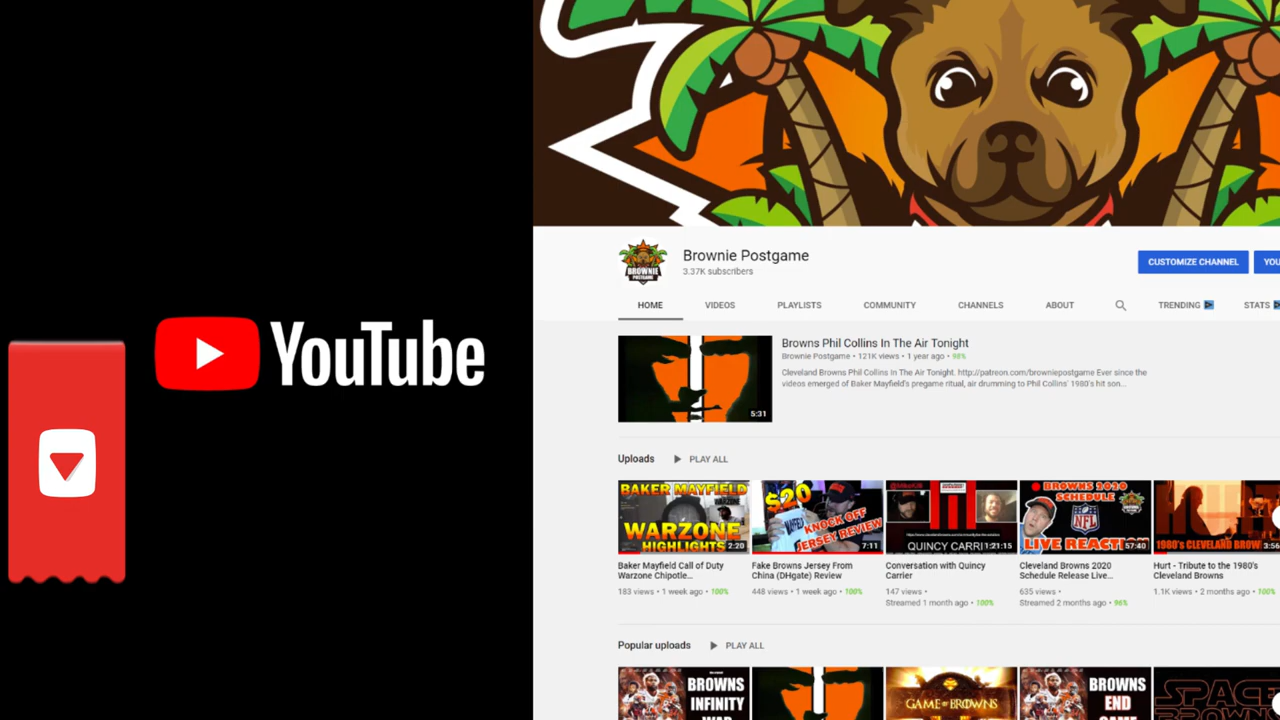 YouTube
BROWNIE
POSTGAME
Brownie Postgame
3.37K subscribers
CUSTOMIZE CHANNEL
YOU
HOME
VIDEOS
PLAYLISTS
COMMUNITY
CHANNELS
ABOUT
TRENDING
STATS
5:31
Browns Phil Collins In The Air Tonight
Brownie Postgame • 121K views • 1 year ago • 98%
Cleveland Browns Phil Collins In The Air Tonight. http://patreon.com/browniepostgame Ever since the
videos emerged of Baker Mayfield's pregame ritual, air drumming to Phil Collins' 1980's hit son...
Uploads
PLAY ALL
BAKER MAYFIELD
WARZONE
WARZONE
HIGHLIGHTS
2:20
$20
KNOCK OFF
JERSEY REVIEW
7:11
QUINCY CARRI
1:21:15
BROWNS 2020
SCHEDULE
NFL
LIVE REACT
57:40
1980's CLEVELAND BROW
3:56
Baker Mayfield Call of Duty
Warzone Chipotle...
183 views • 1 week ago • 100%
Fake Browns Jersey From
China (DHgate) Review
448 views • 1 week ago • 100%
Conversation with Quincy
Carrier
147 views •
Streamed 1 month ago • 100%
Cleveland Browns 2020
Schedule Release Live...
635 views •
Streamed 2 months ago • 96%
Hurt - Tribute to the 1980's
Cleveland Browns
1.1K views • 2 months ago • 100%
Popular uploads
PLAY ALL
BROWNS
INFINITY
WAR
GAME OF BROWNS
BROWNS
END
GAME
SPACE
BROWNS